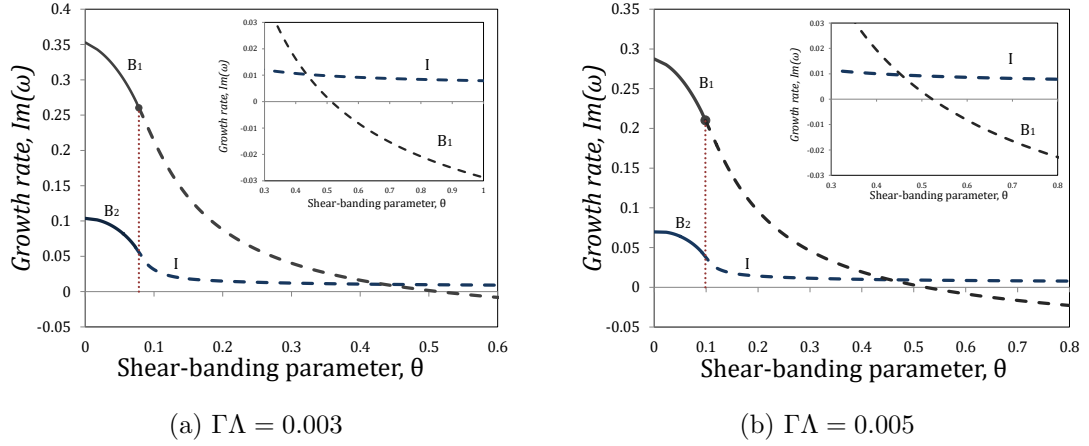 Growth rate, Im(ω)
0.4
0.35
0.3
0.25
0.2
0.15
0.1
0.05
0
-0.05
0 0.1 0.2 0.3 0.4 0.5 0.6
Shear-banding parameter, θ
B1
B2
I
Growth rate, Im(ω)
0.03
0.02
0.01
0
-0.01
-0.02
-0.03
0.3 0.4 0.5 0.6 0.7 0.8 0.9 1
Shear-banding parameter, θ
I
B1
(a) ΓΛ = 0.003
Growth rate, Im(ω)
0.35
0.3
0.25
0.2
0.15
0.1
0.05
0
-0.05
0 0.1 0.2 0.3 0.4 0.5 0.6 0.7 0.8
Shear-banding parameter, θ
B1
B2
I
Growth rate, Im(ω)
0.03
0.02
0.01
0
-0.01
-0.02
-0.03
0.3 0.4 0.5 0.6 0.7 0.8
Shear-banding parameter, θ
I
B1
(b) ΓΛ = 0.005